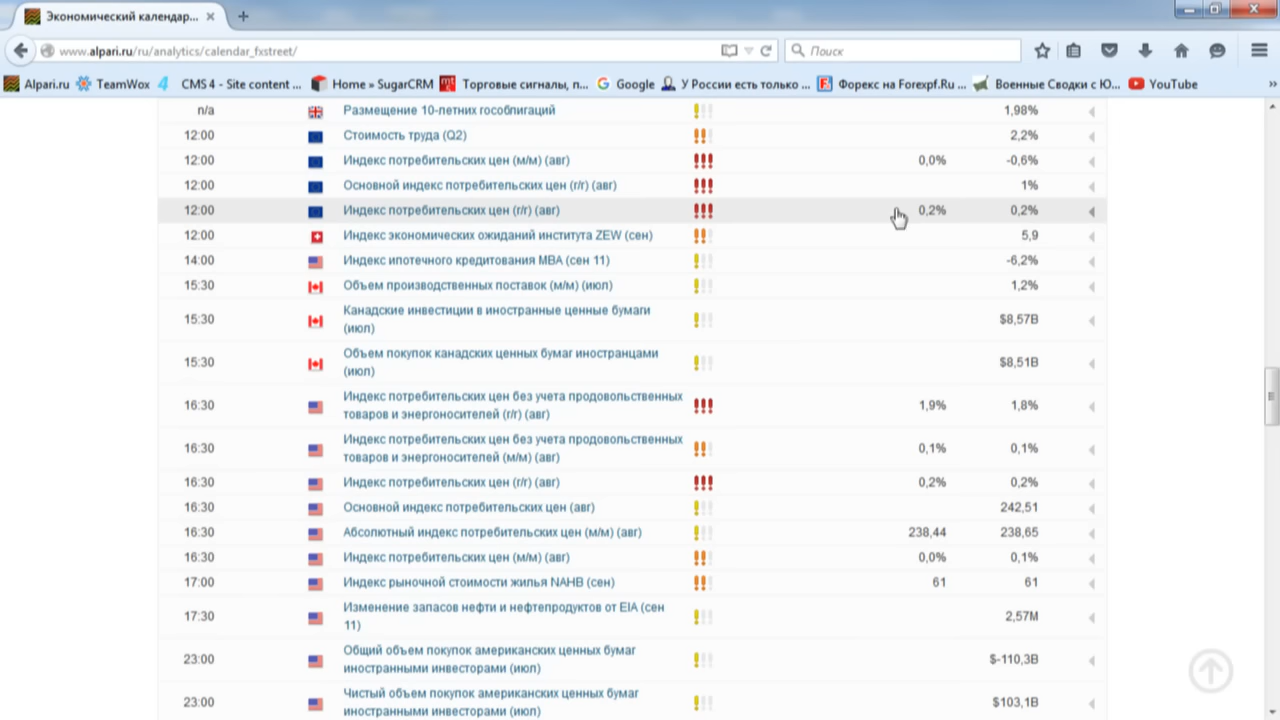 Экономический календар...
www.alpari.ru/ru/analytics/calendar_fxstreet/
Поиск
Alpari.ru TeamWox CMS 4 - Site content ... Home » SugarCRM Торговые сигналы, п... Google У России есть только ... Форекс на Forexpf.Ru ... Военные Сводки с Ю... YouTube »
n/a Размещение 10-летних гособлигаций 1,98%
12:00 Стоимость труда (Q2) 2,2%
12:00 Индекс потребительских цен (м/м) (авг) 0,0% -0,6%
12:00 Основной индекс потребительских цен (г/г) (авг) 1%
12:00 Индекс потребительских цен (г/г) (авг) 0,2% 0,2%
12:00 Индекс экономических ожиданий института ZEW (сен) 5,9
14:00 Индекс ипотечного кредитования MBA (сен 11) -6,2%
15:30 Объем производственных поставок (м/м) (июл) 1,2%
15:30 Канадские инвестиции в иностранные ценные бумаги $8,57B
(июл)
15:30 Объем покупок канадских ценных бумаг иностранцами $8,51B
(июл)
16:30 Индекс потребительских цен без учета продовольственных 1,9% 1,8%
товаров и энергоносителей (г/г) (авг)
16:30 Индекс потребительских цен без учета продовольственных 0,1% 0,1%
товаров и энергоносителей (м/м) (авг)
16:30 Индекс потребительских цен (г/г) (авг) 0,2% 0,2%
16:30 Основной индекс потребительских цен (авг) 242,51
16:30 Абсолютный индекс потребительских цен (м/м) (авг) 238,44 238,65
16:30 Индекс потребительских цен (м/м) (авг) 0,0% 0,1%
17:00 Индекс рыночной стоимости жилья NAHB (сен) 61 61
17:30 Изменение запасов нефти и нефтепродуктов от EIA (сен 2,57M
11)
23:00 Общий объем покупок американских ценных бумаг $-110,3B
иностранными инвесторами (июл)
23:00 Чистый объем покупок американских ценных бумаг $103,1B
иностранными инвесторами (июл)